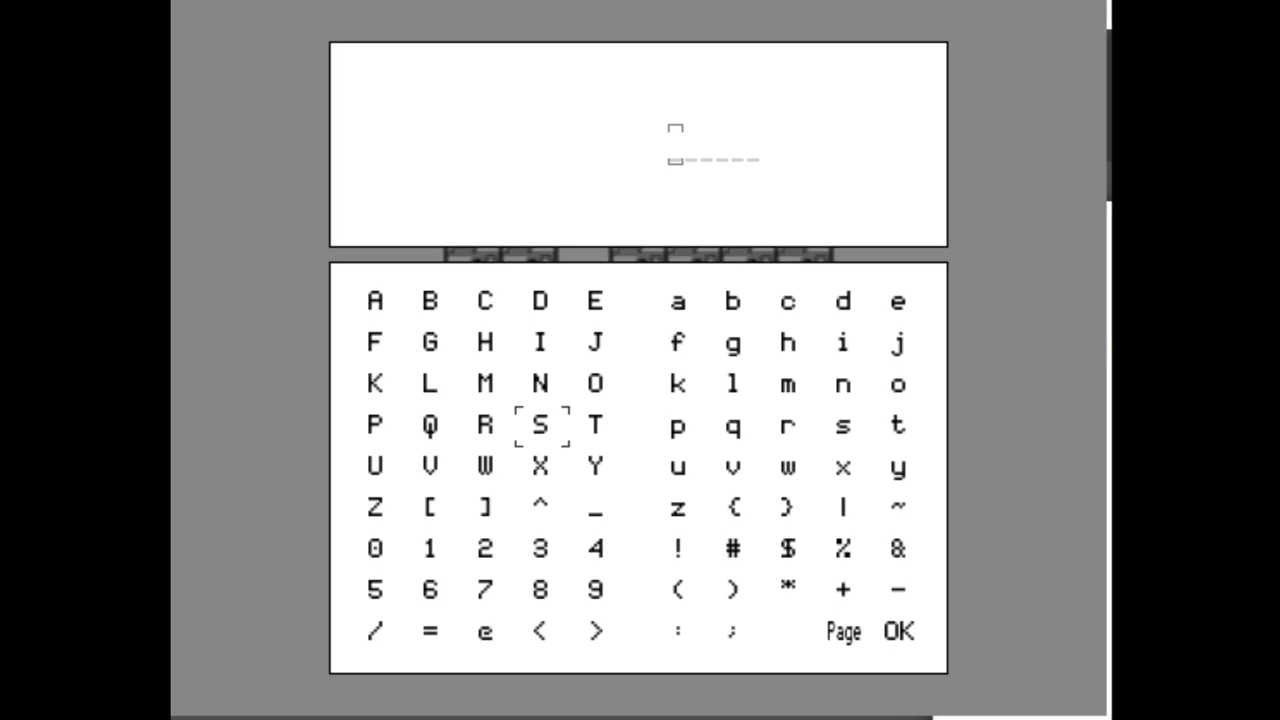 A B C D E a b c d e
F G H I J f g h i j
K L M N O k l m n o
P Q R S T p q r s t
U V W X Y u v w x y
Z [ ] ^ _ z { } | ~
0 1 2 3 4 ! # $ % &
5 6 7 8 9 ( ) * + -
/ = @ < > : ; Page OK